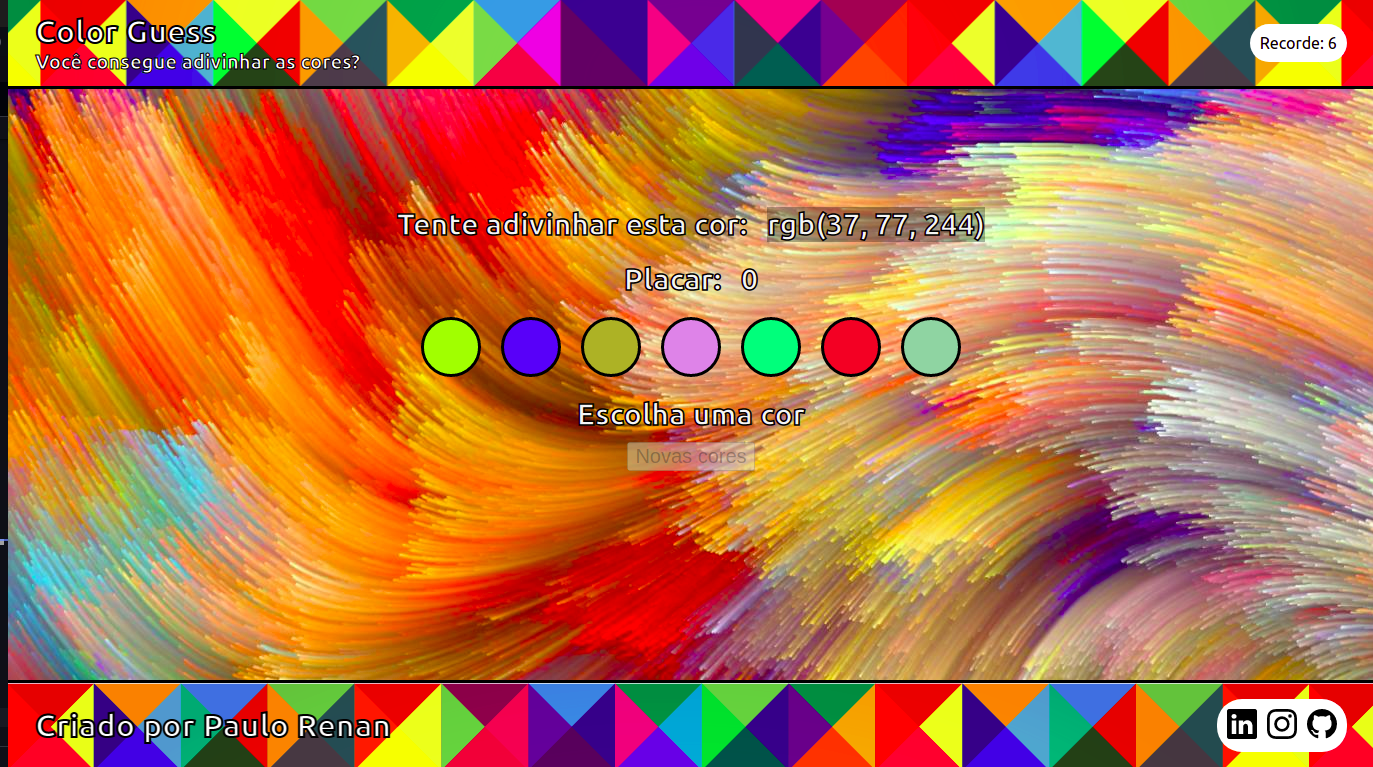 Color Guess
Você consegue adivinhar as cores?
Recorde: 6
Tente adivinhar esta cor: rgb(37, 77, 244)
Placar: 0
Escolha uma cor
Novas cores
Criado por Paulo Renan
in